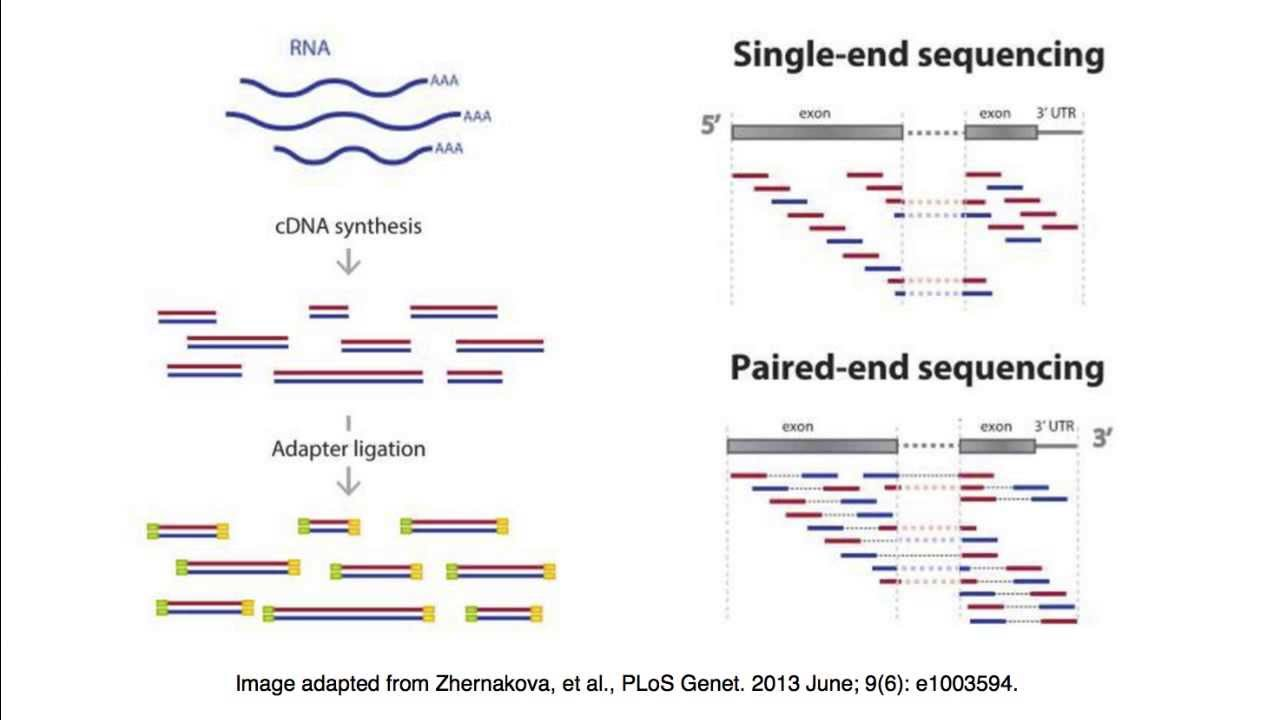 RNA
AAA
AAA
AAA
cDNA synthesis
Adapter ligation
Single-end sequencing
5’ exon exon 3’ UTR
Paired-end sequencing
exon exon 3’ UTR 3’
Image adapted from Zhernakova, et al., PLoS Genet. 2013 June; 9(6): e1003594.